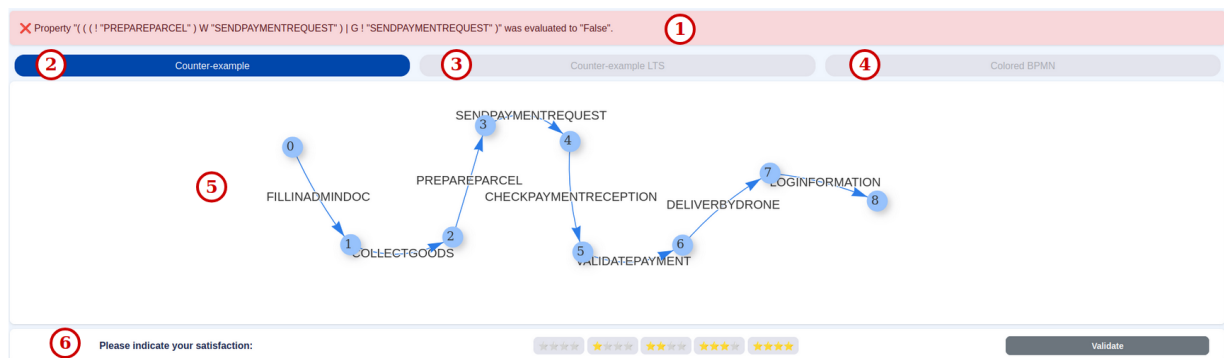 ❌ Property "( ( ( ! "PREPAREPARCEL" ) W "SENDPAYMENTREQUEST" ) | G ! "SENDPAYMENTREQUEST" )" was evaluated to "False".
1
2
Counter-example
3
Counter-example LTS
4
Colored BPMN
SENDPAYMENTREQUEST
3
4
0
7
5
PREPAREPARCEL
LOGINFORMATION
FILLINADMINDOC
CHECKPAYMENTRECEPTION
8
DELIVERBYDRONE
2
1
6
COLLECTGOODS
5
VALIDATEPAYMENT
6
Please indicate your satisfaction:
Validate